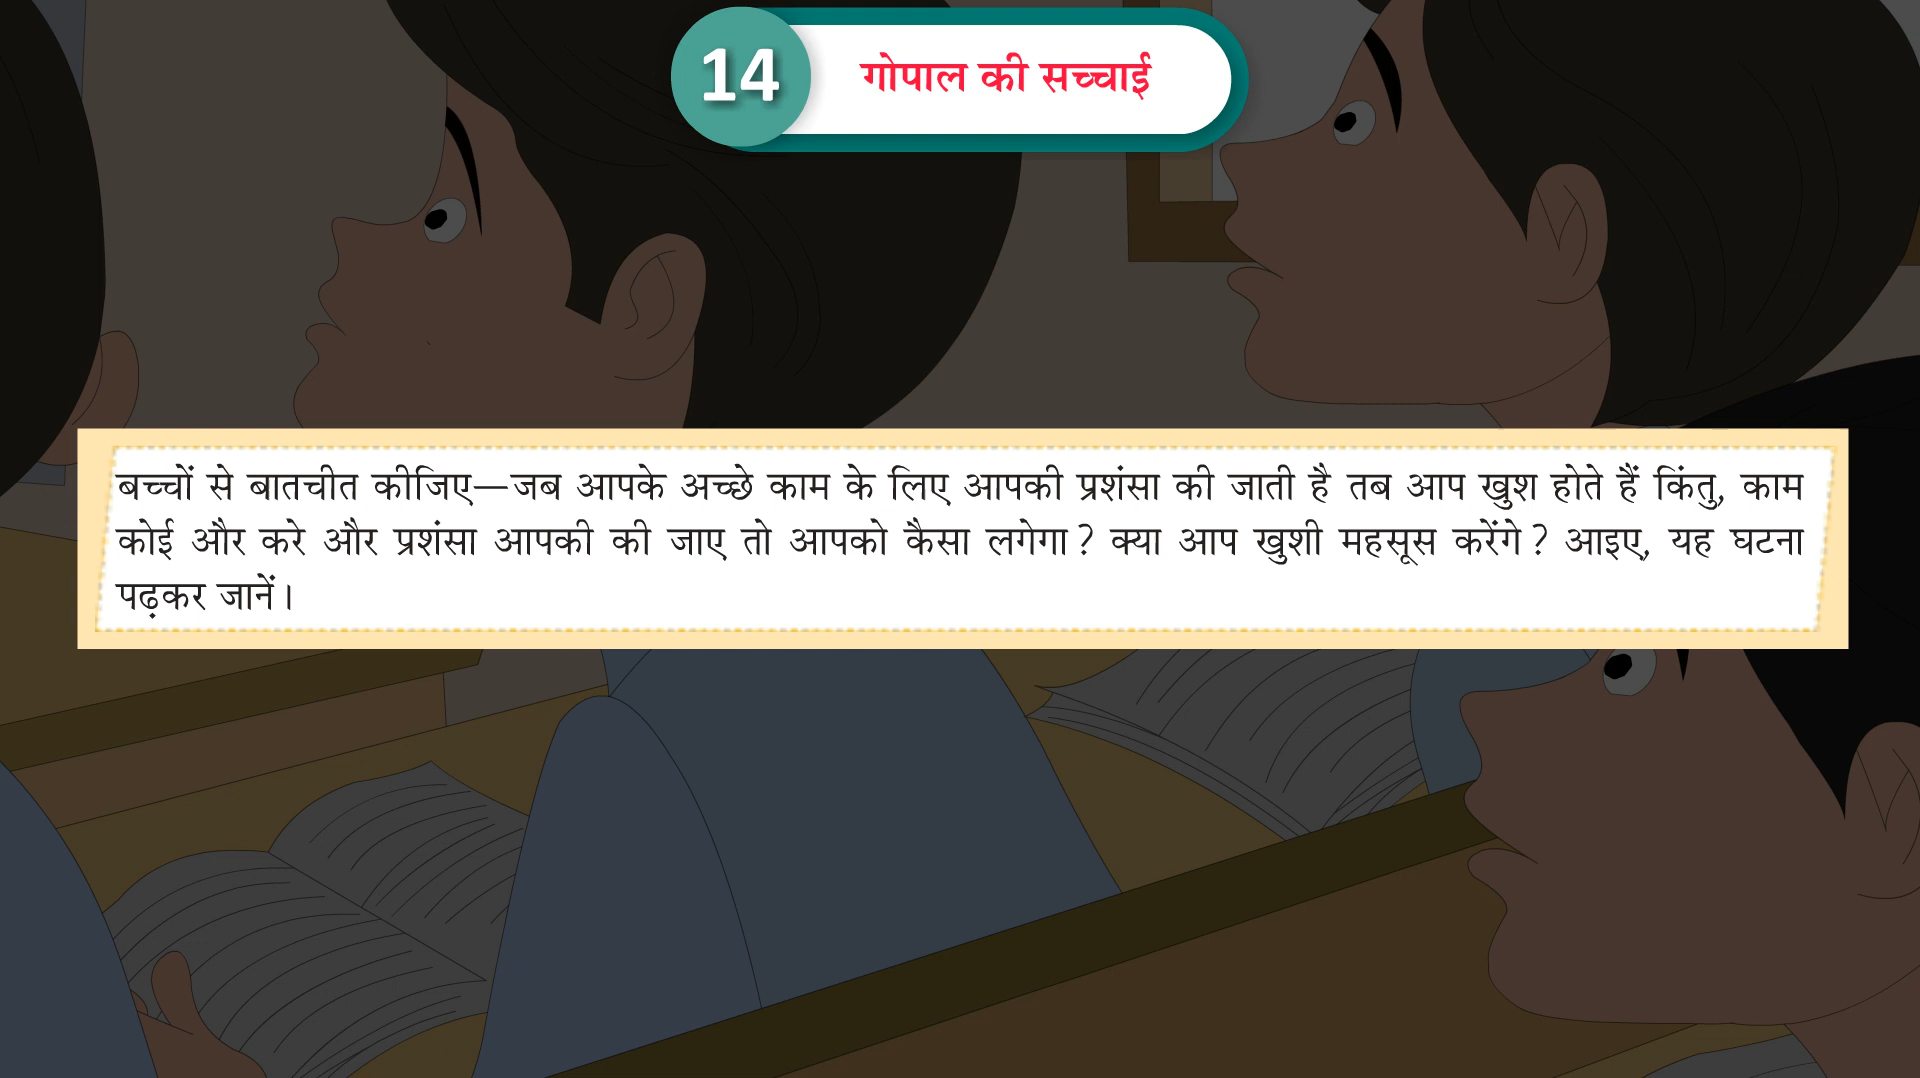 14
गोपाल की सच्चाई
बच्चों से बातचीत कीजिए—जब आपके अच्छे काम के लिए आपकी प्रशंसा की जाती है तब आप खुश होते हैं किंतु, काम
कोई और करे और प्रशंसा आपकी की जाए तो आपको कैसा लगेगा? क्या आप खुशी महसूस करेंगे? आइए, यह घटना
पढ़कर जानें।